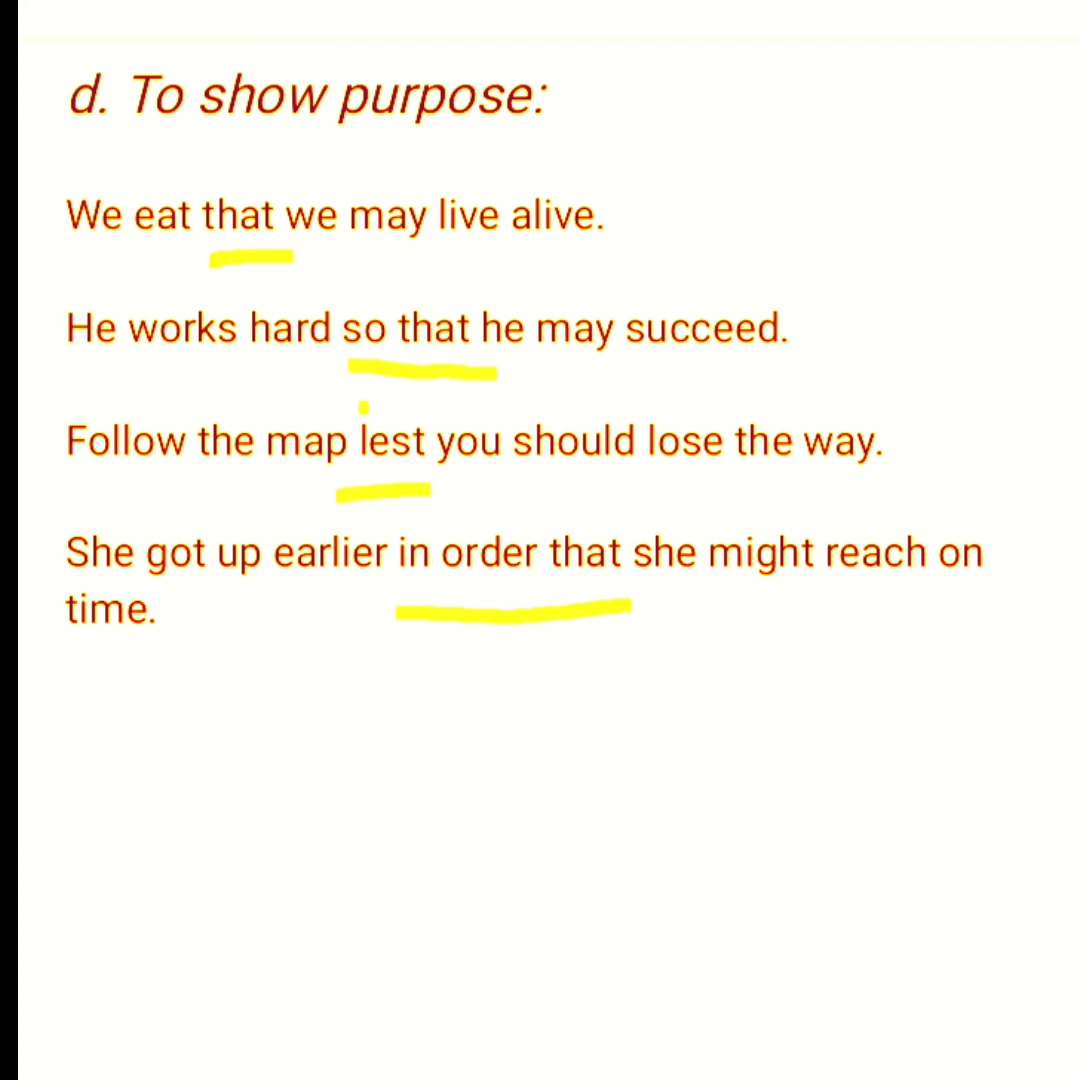 d. To show purpose:
We eat that we may live alive.
He works hard so that he may succeed.
Follow the map lest you should lose the way.
She got up earlier in order that she might reach on
time.